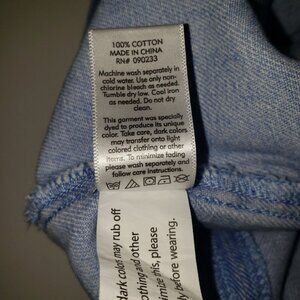 100% COTTON
MADE IN CHINA
RN# 090233
Machine wash separately in
cold water. Use only non-
chlorine bleach as needed.
Tumble dry low. Cool iron
as needed. Do not dry
clean.
This garment was specially
dyed to produce its unique
color. Take care, dark colors
may transfer onto light
colored clothing or other
items. To minimize fading
please wash separately and
follow care instructions.
dark colors may rub off
othing and other
imize this, please
y before wearing.